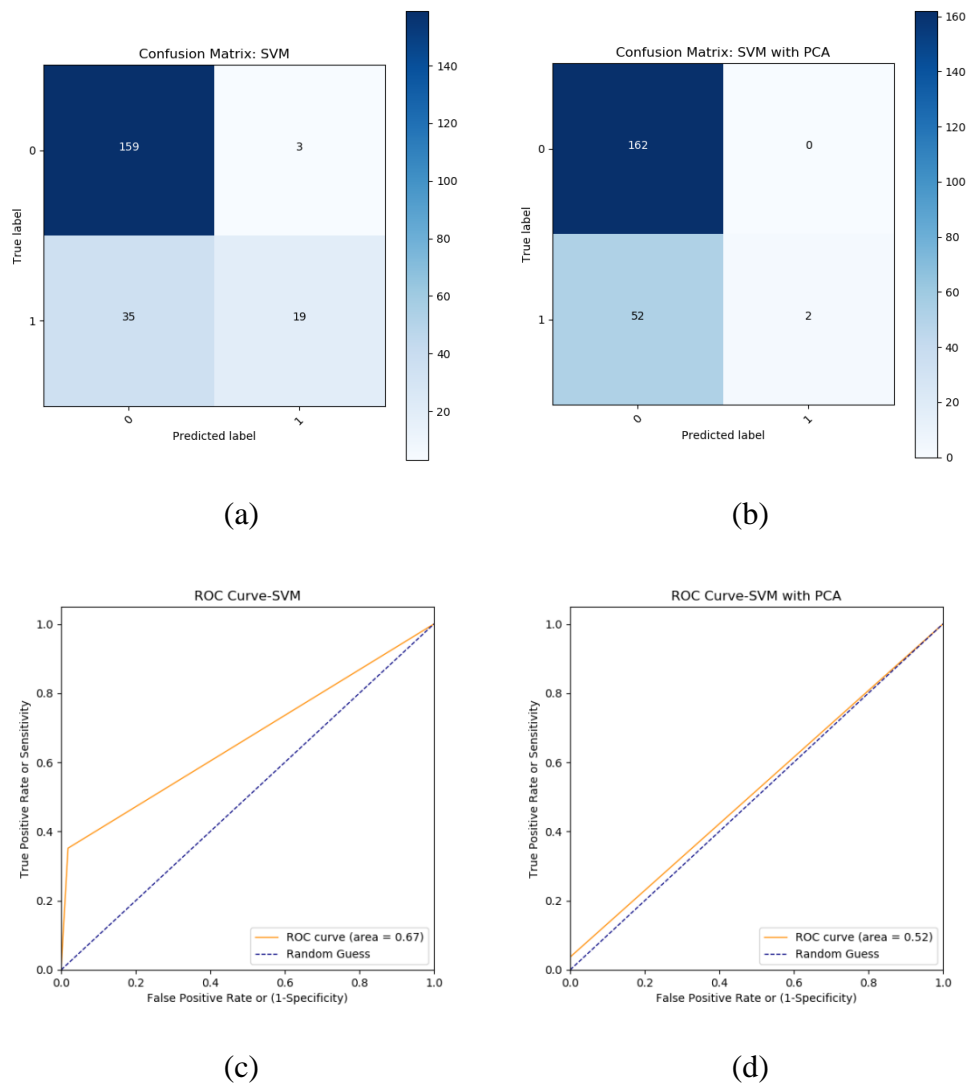 Confusion Matrix: SVM
0
1
True label
159
3
35
19
0
1
Predicted label
140
120
100
80
60
40
20
(a)
Confusion Matrix: SVM with PCA
0
1
True label
162
0
52
2
0
1
Predicted label
160
140
120
100
80
60
40
20
0
(b)
ROC Curve-SVM
1.0
0.8
0.6
0.4
0.2
0.0
True Positive Rate or Sensitivity
ROC curve (area = 0.67)
Random Guess
0.0
0.2
0.4
0.6
0.8
1.0
False Positive Rate or (1-Specificity)
(c)
ROC Curve-SVM with PCA
1.0
0.8
0.6
0.4
0.2
0.0
True Positive Rate or Sensitivity
ROC curve (area = 0.52)
Random Guess
0.0
0.2
0.4
0.6
0.8
1.0
False Positive Rate or (1-Specificity)
(d)